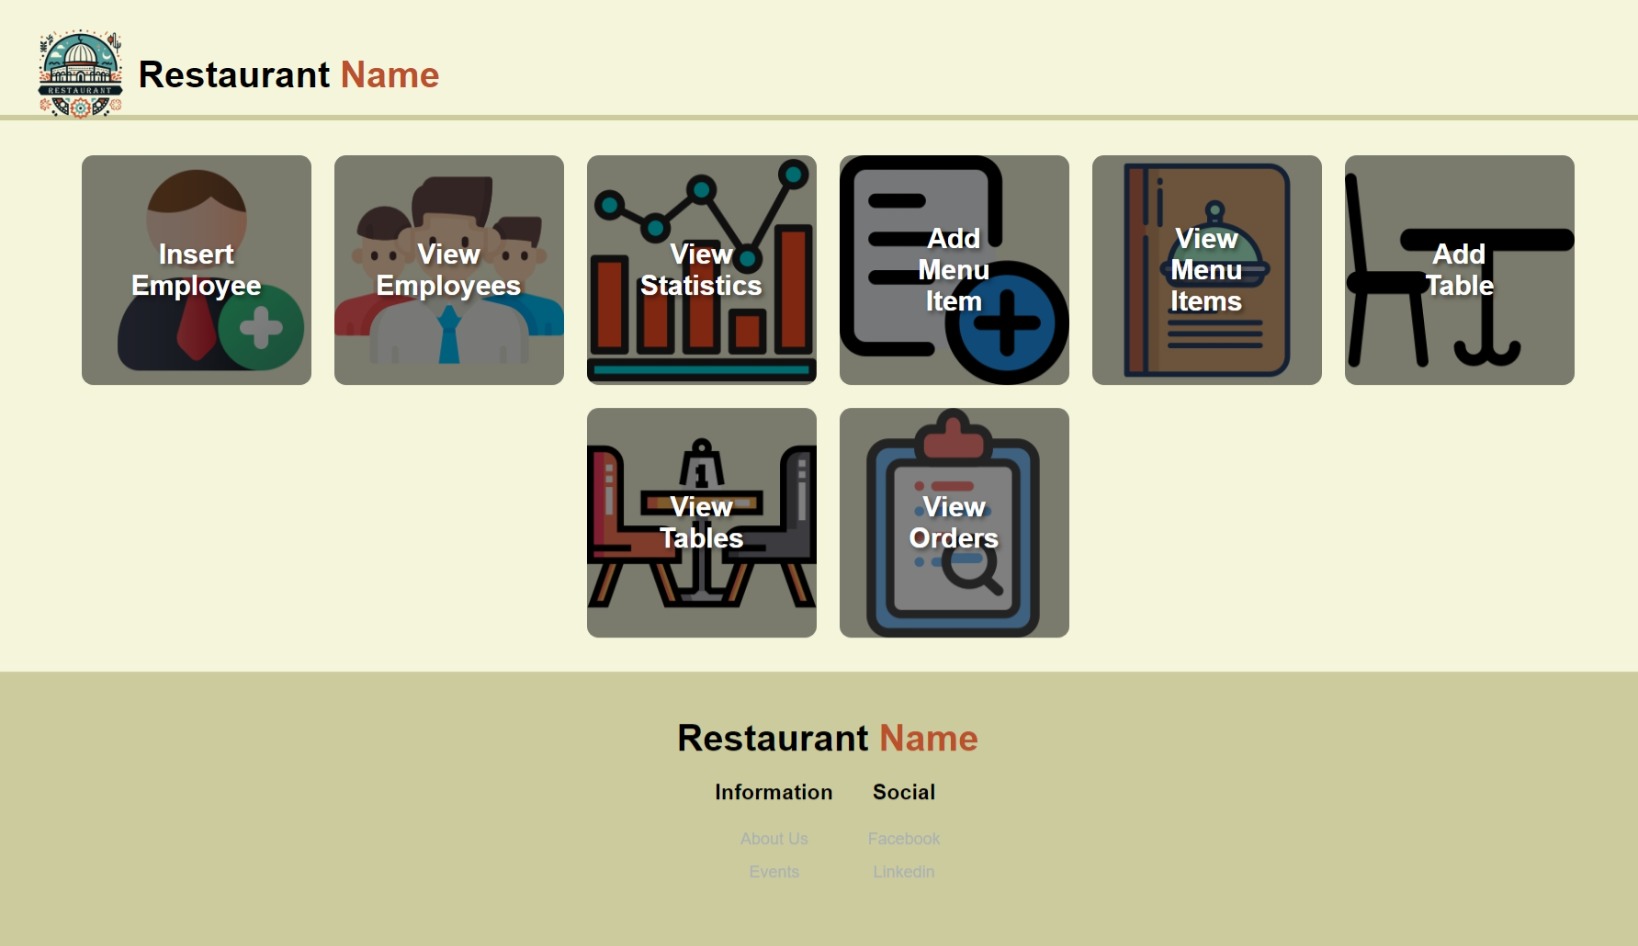 RESTAURANT
Restaurant Name
Insert
Employee
View
Employees
View
Statistics
Add
Menu
Item
View
Menu
Items
Add
Table
1
View
Tables
View
Orders
Restaurant Name
Information
Social
About Us
Facebook
Events
Linkedin